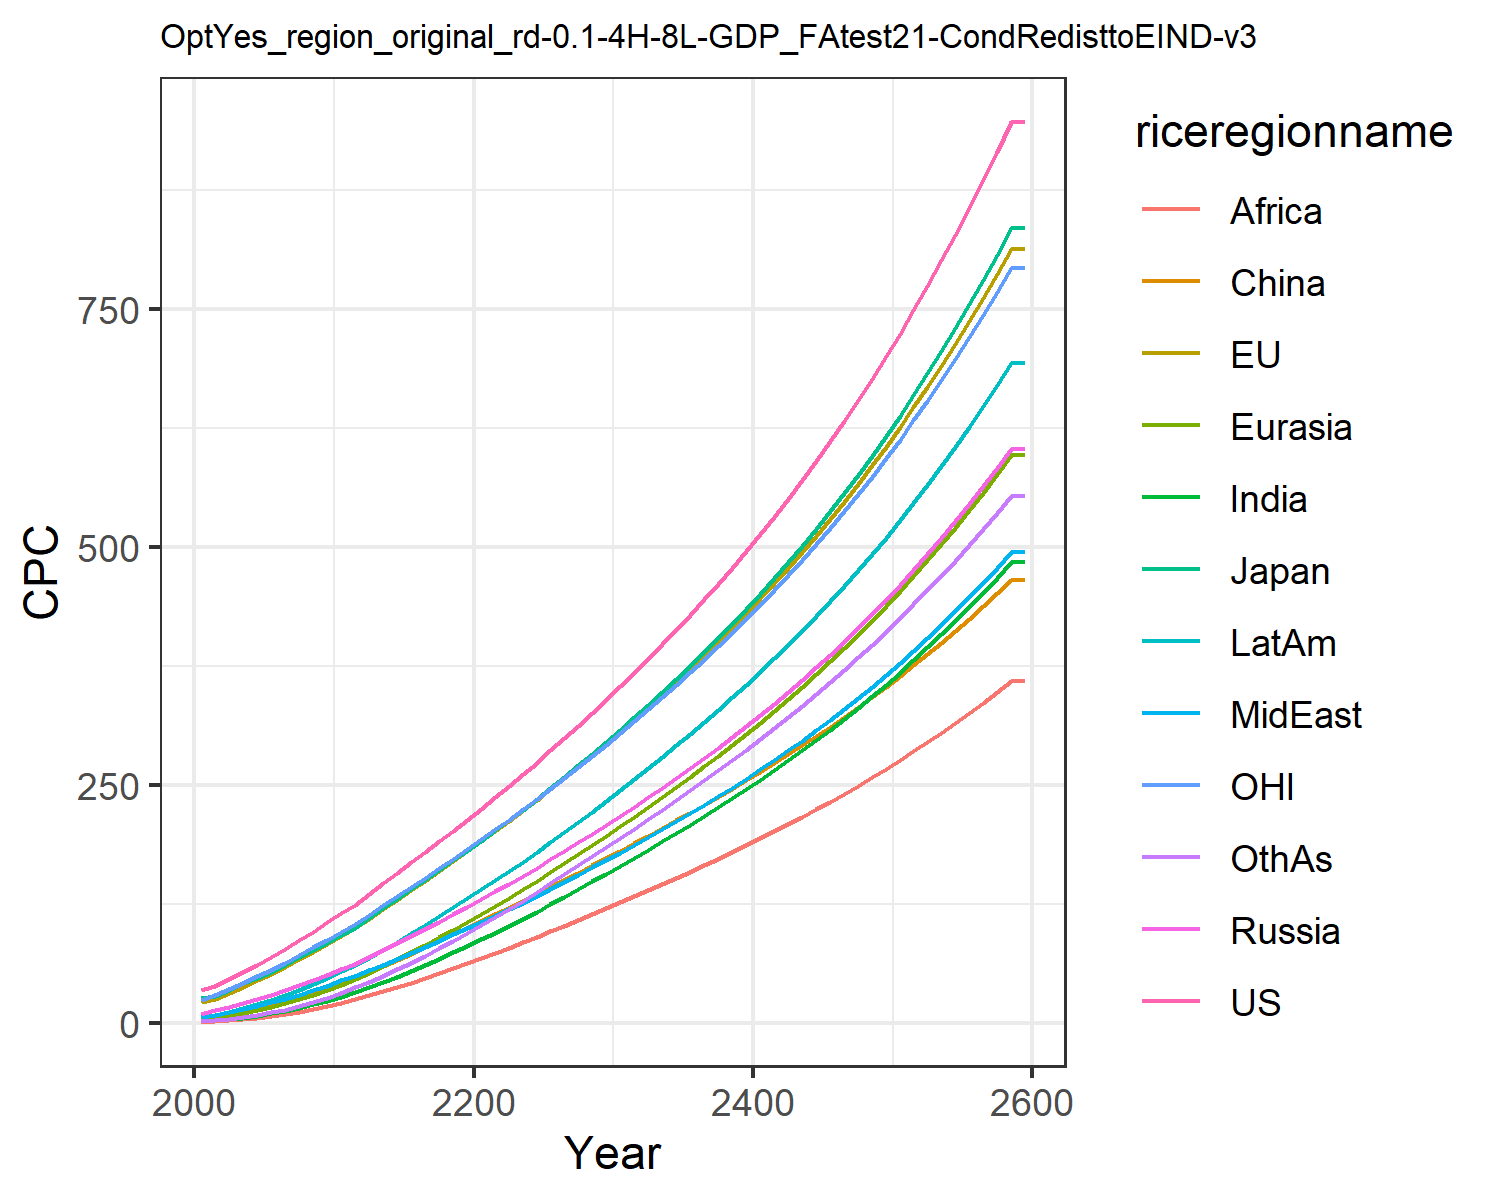 OptYes_region_original_rd-0.1-4H-8L-GDP_FAtest21-CondRedisttoEIND-v3
riceregionname
Africa
China
EU
Eurasia
India
Japan
LatAm
MidEast
OHI
OthAs
Russia
US
CPC
750
500
250
0
2000
2200
2400
2600
Year